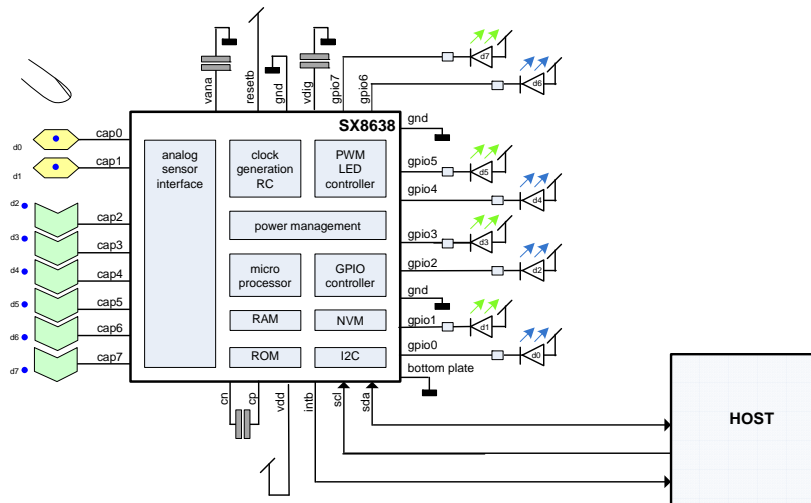 vana
resetb
gnd
vdig
gpio7
gpio6
d7
d6
SX8638
gnd
d0
cap0
d1
cap1
analog
sensor
interface
clock
generation
RC
PWM
LED
controller
gpio5
d5
gpio4
d4
d2
cap2
power management
d3
cap3
gpio3
d3
d4
cap4
micro
processor
GPIO
controller
gpio2
d2
gnd
d5
cap5
RAM
NVM
gpio1
d1
d6
cap6
ROM
I2C
gpio0
d0
d7
cap7
bottom plate
cn
cp
vdd
intb
scl
sda
HOST